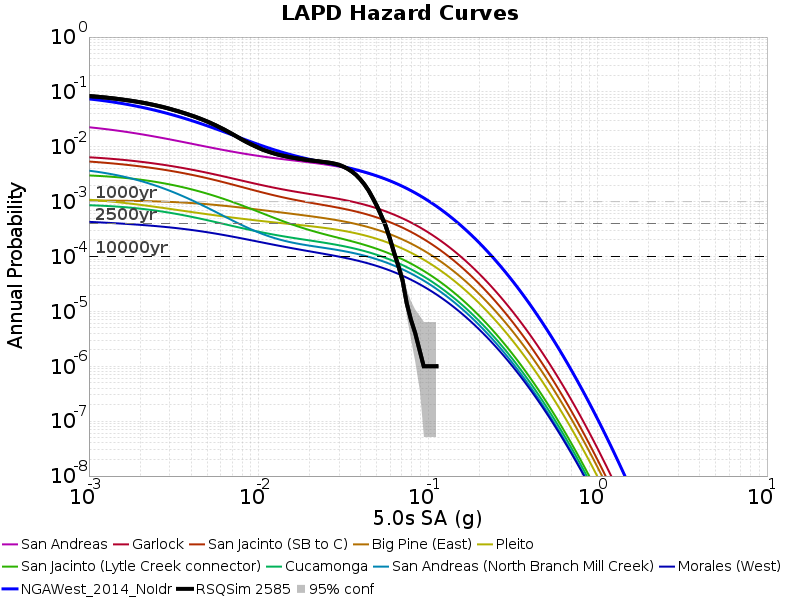 LAPD Hazard Curves
Annual Probability
10^0
10^-1
10^-2
10^-3
10^-4
10^-5
10^-6
10^-7
10^-8
1000yr
2500yr
10000yr
10^-3 10^-2 10^-1 10^0 10^1
5.0s SA (g)
San Andreas Garlock San Jacinto (SB to C) Big Pine (East) Pleito
San Jacinto (Lytle Creek connector) Cucamonga San Andreas (North Branch Mill Creek) Morales (West)
NGAWest_2014_NoIdr RSQSim 2585 95% conf